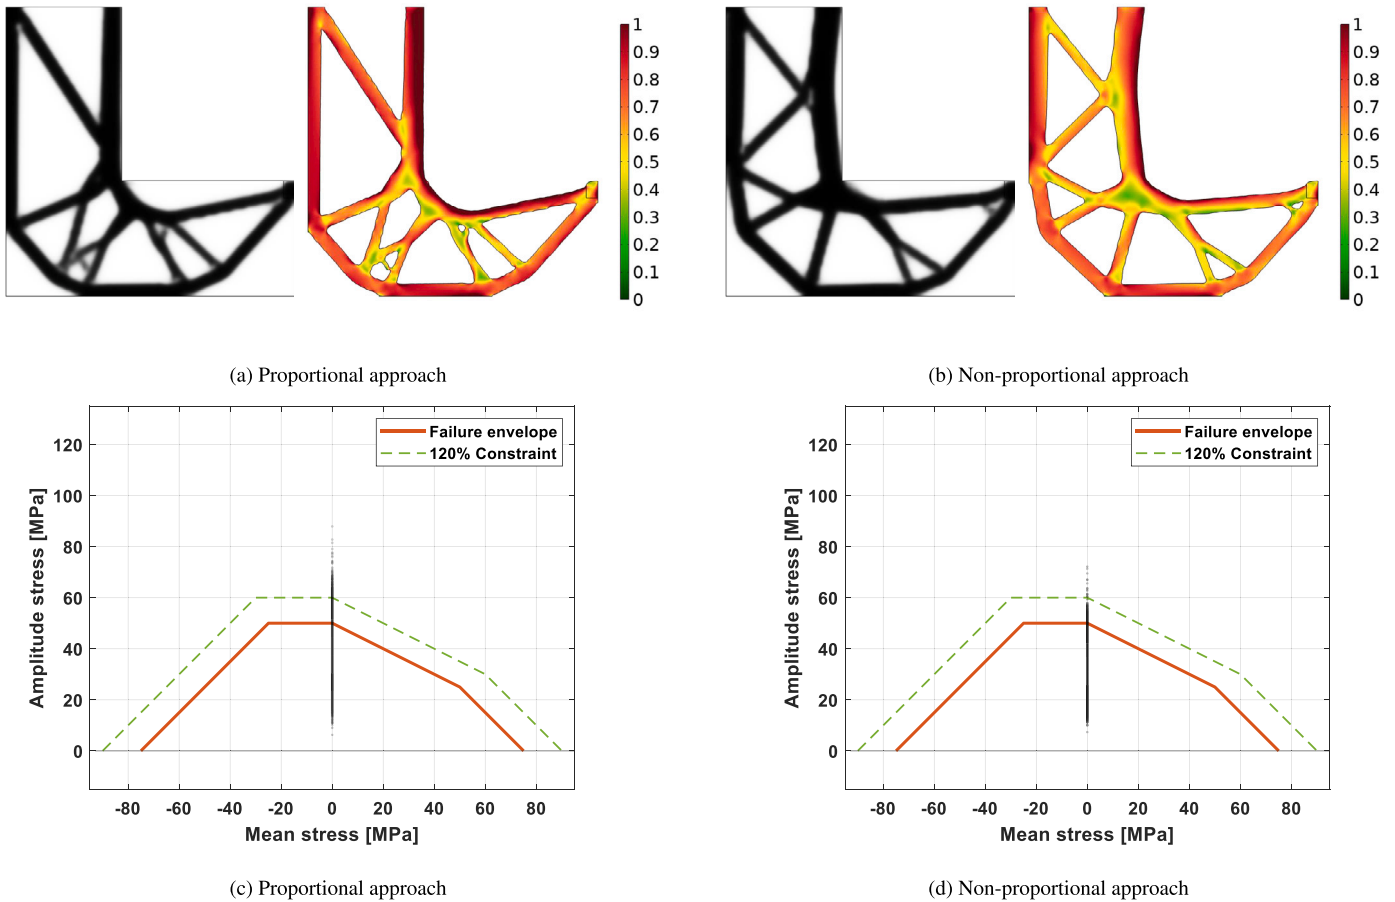 1
0.9
0.8
0.7
0.6
0.5
0.4
0.3
0.2
0.1
0
1
0.9
0.8
0.7
0.6
0.5
0.4
0.3
0.2
0.1
0
(a) Proportional approach
(b) Non-proportional approach
Failure envelope
120% Constraint
120
100
80
60
40
20
0
Amplitude stress [MPa]
-80 -60 -40 -20 0 20 40 60 80
Mean stress [MPa]
Failure envelope
120% Constraint
120
100
80
60
40
20
0
Amplitude stress [MPa]
-80 -60 -40 -20 0 20 40 60 80
Mean stress [MPa]
(c) Proportional approach
(d) Non-proportional approach